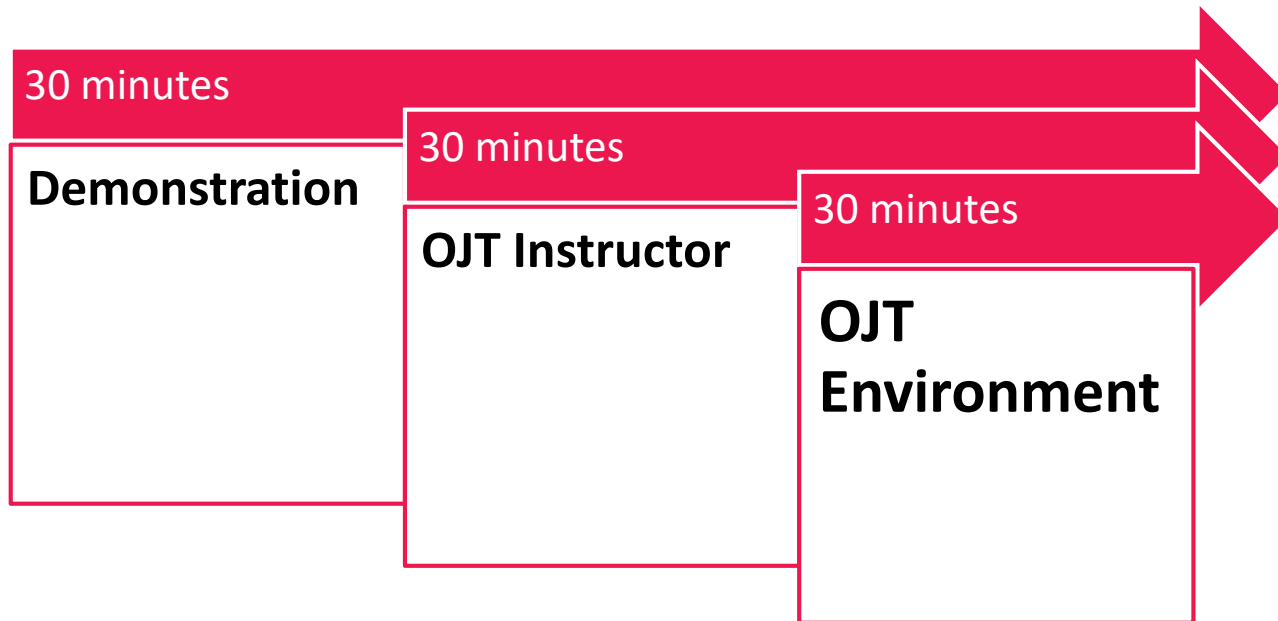 30 minutes
Demonstration
30 minutes
OJT Instructor
30 minutes
OJT
Environment